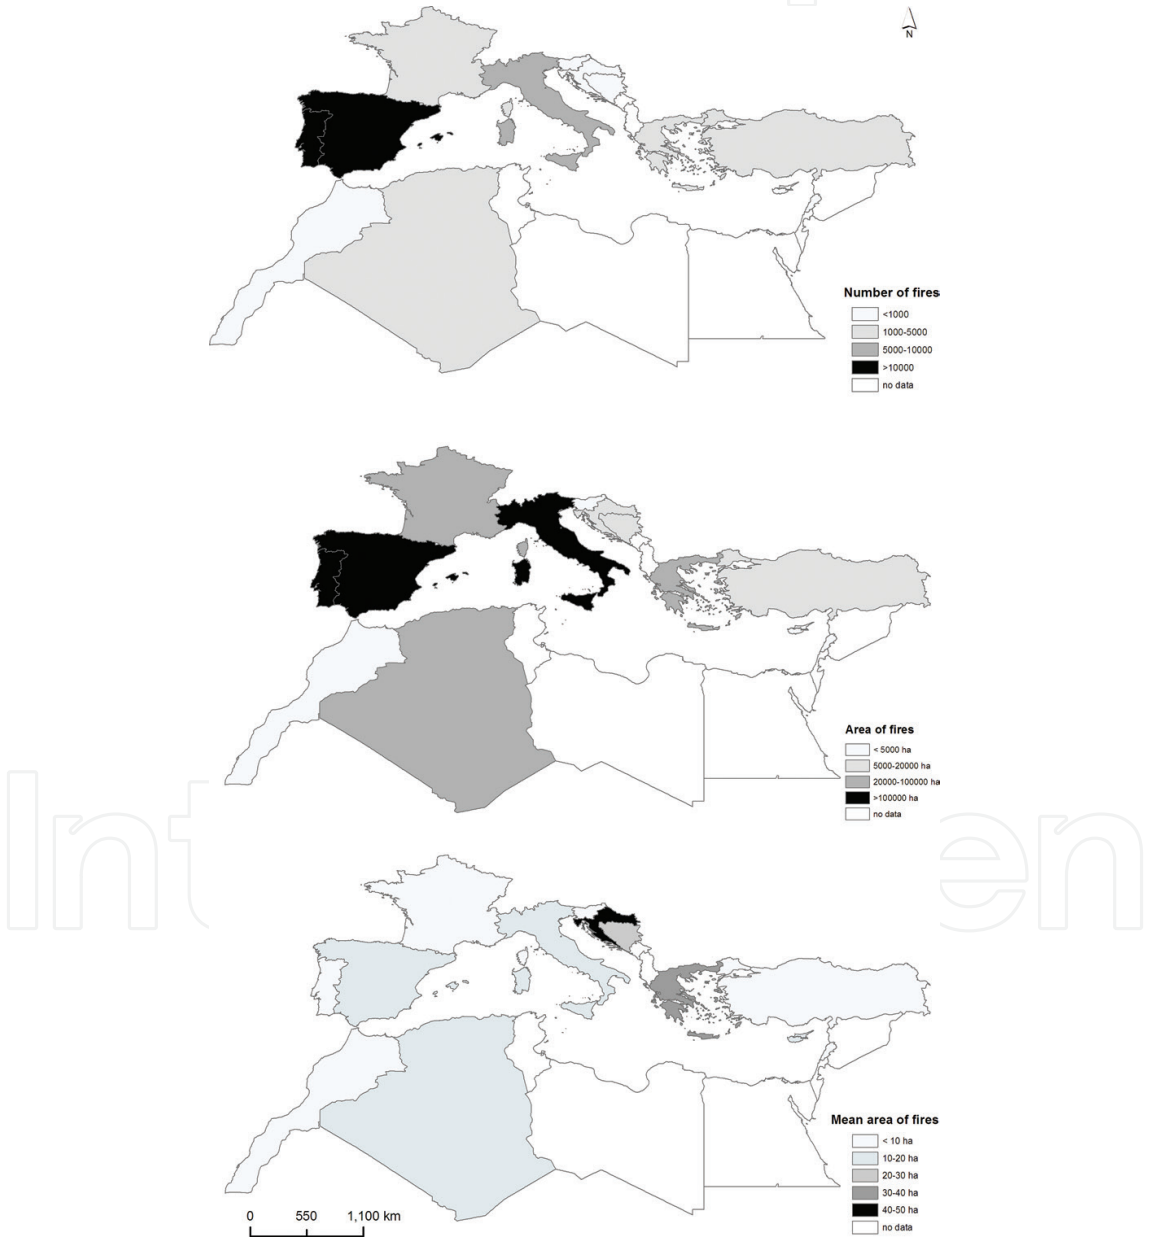 N
Number of fires
<1000
1000-5000
5000-10000
>10000
no data
Area of fires
< 5000 ha
5000-20000 ha
20000-100000 ha
>100000 ha
no data
Int en
Mean area of fires
< 10 ha
10-20 ha
20-30 ha
30-40 ha
40-50 ha
no data
0 550 1,100 km